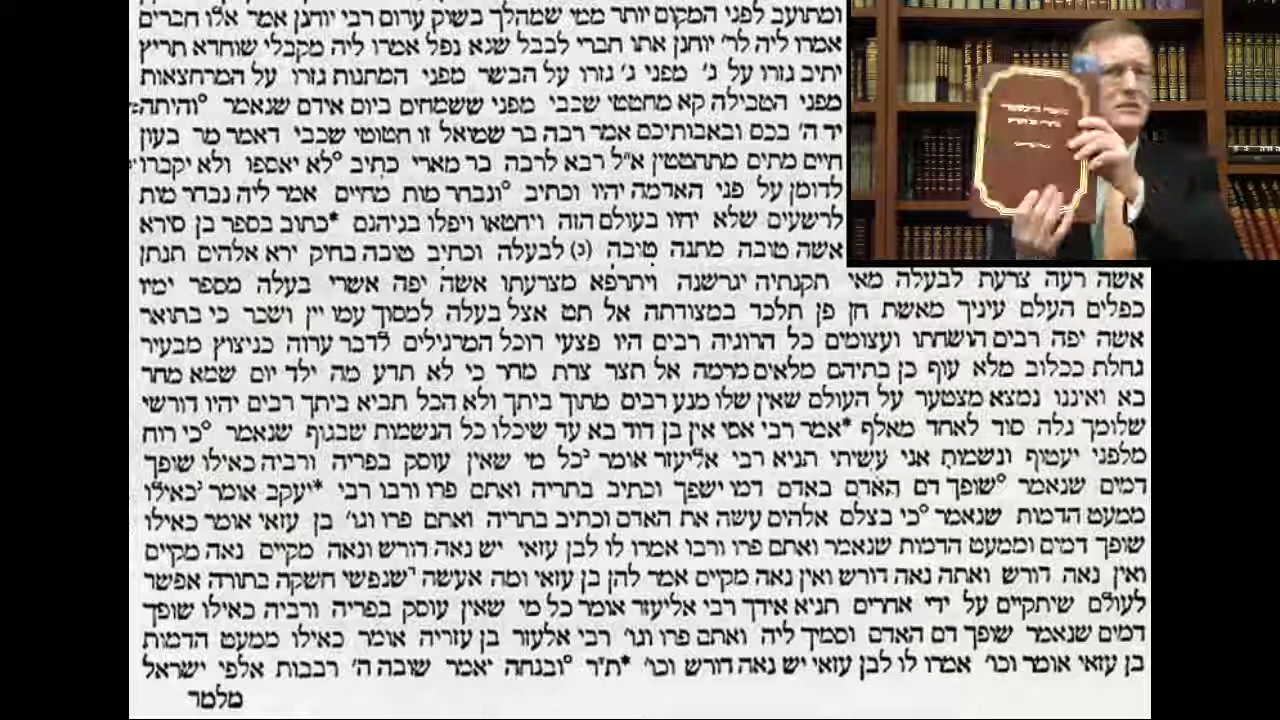 ומתועב לפני המקום יותר ממי שמהלך בשוק ערום רבי יוחנן אמר אלו חברים
אמרו ליה לר' יוחנן אתו חברי לבבל שגא נפל אמרו ליה מקבלי שוחדא תריץ
יתיב גזרו על ג' מפני ג' גזרו על הבשר מפני המתנות גזרו על המרחצאות
מפני הטבילה קא מחטטי שכבי מפני ששמחים ביום אידם שנאמר והיתה
יד ה' בכם ובאבותיכם אמר רבה בר שמואל זו חטוטי שכבי דאמר מר בעון
חיים מתים מתחטטין א"ל רבא לרבה בר מארי כתיב לא יאספו ולא יקברו
לדומן על פני האדמה יהיו וכתיב ונבחר מות מחיים אמר ליה נבחר מות
לרשעים שלא יחיו בעולם הזה ויחטאו ויפלו בגיהנם *כתוב בספר בן סירא
אשה טובה מתנה טובה (נ) לבעלה וכתיב טובה בחיק ירא אלהים תנתן
אשה רעה צרעת לבעלה מאי תקנתיה יגרשנה ויתרפא מצרעתו אשה יפה אשרי בעלה מספר ימיו
כפלים העלם עיניך מאשת חן פן תלכד במצודתה אל תט אצל בעלה למסוך עמו יין ושכר כי בתואר
אשה יפה רבים הושחתו ועצומים כל הרוגיה רבים היו פצעי רוכל המרגילים לדבר ערוה כניצוץ מבעיר
גחלת ככלוב מלא עוף כן בתיהם מלאים מרמה אל תצר צרת מחר כי לא תדע מה ילד יום שמא מחר
בא ואיננו נמצא מצטער על העולם שאין שלו מנע רבים מתוך ביתך ולא הכל תביא ביתך רבים יהיו דורשי
שלומך גלה סוד לאחד מאלף *אמר רבי אסי אין בן דוד בא עד שיכלו כל הנשמות שבגוף שנאמר כי רוח
מלפני יעטוף ונשמות אני עשיתי תניא רבי אליעזר אומר כל מי שאין עוסק בפריה ורביה כאילו שופך
דמים שנאמר שופך דם האדם באדם דמו ישפך וכתיב בתריה ואתם פרו ורבו רבי *יעקב אומר כאילו
ממעט הדמות שנאמר כי בצלם אלהים עשה את האדם וכתיב בתריה ואתם פרו וגו' בן עזאי אומר כאילו
שופך דמים וממעט הדמות שנאמר ואתם פרו ורבו אמרו לו לבן עזאי יש נאה דורש ונאה מקיים נאה מקיים
ואין נאה דורש ואתה נאה דורש ואין נאה מקיים אמר להן בן עזאי ומה אעשה שנפשי חשקה בתורה אפשר
לעולם שיתקיים על ידי אחרים תניא אידך רבי אליעזר אומר כל מי שאין עוסק בפריה ורביה כאילו שופך
דמים שנאמר שופך דם האדם וסמיך ליה ואתם פרו וגו' רבי אלעזר בן עזריה אומר כאילו ממעט הדמות
בן עזאי אומר וכו' אמרו לו לבן עזאי יש נאה דורש וכו' *ת"ר ובנחה יאמר שובה ה' רבבות אלפי ישראל
מלמד